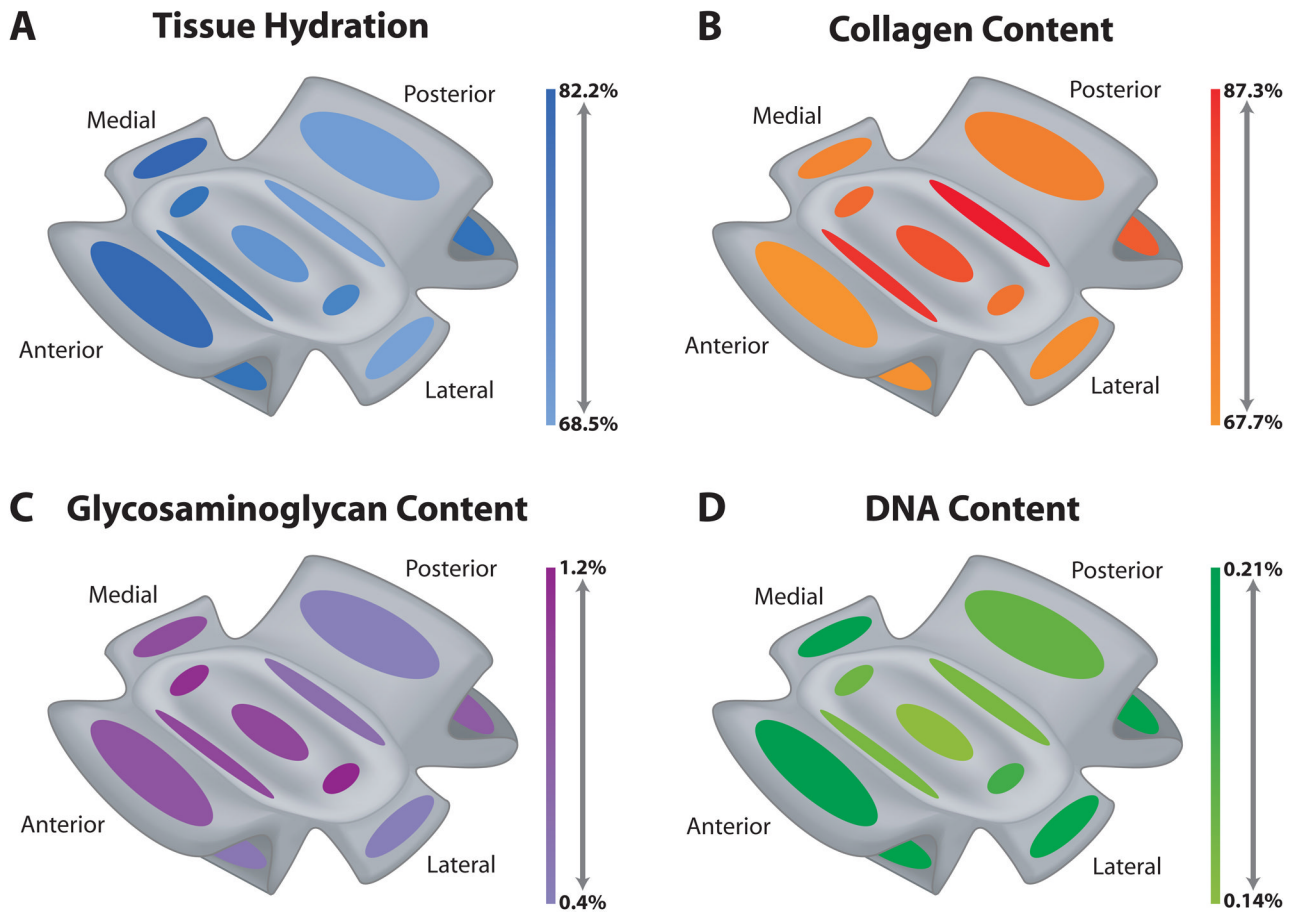 A
Tissue Hydration
Posterior
Medial
Anterior
Lateral
82.2%
68.5%
B
Collagen Content
Posterior
Medial
Anterior
Lateral
87.3%
67.7%
C
Glycosaminoglycan Content
Posterior
Medial
Anterior
Lateral
1.2%
0.4%
D
DNA Content
Posterior
Medial
Anterior
Lateral
0.21%
0.14%